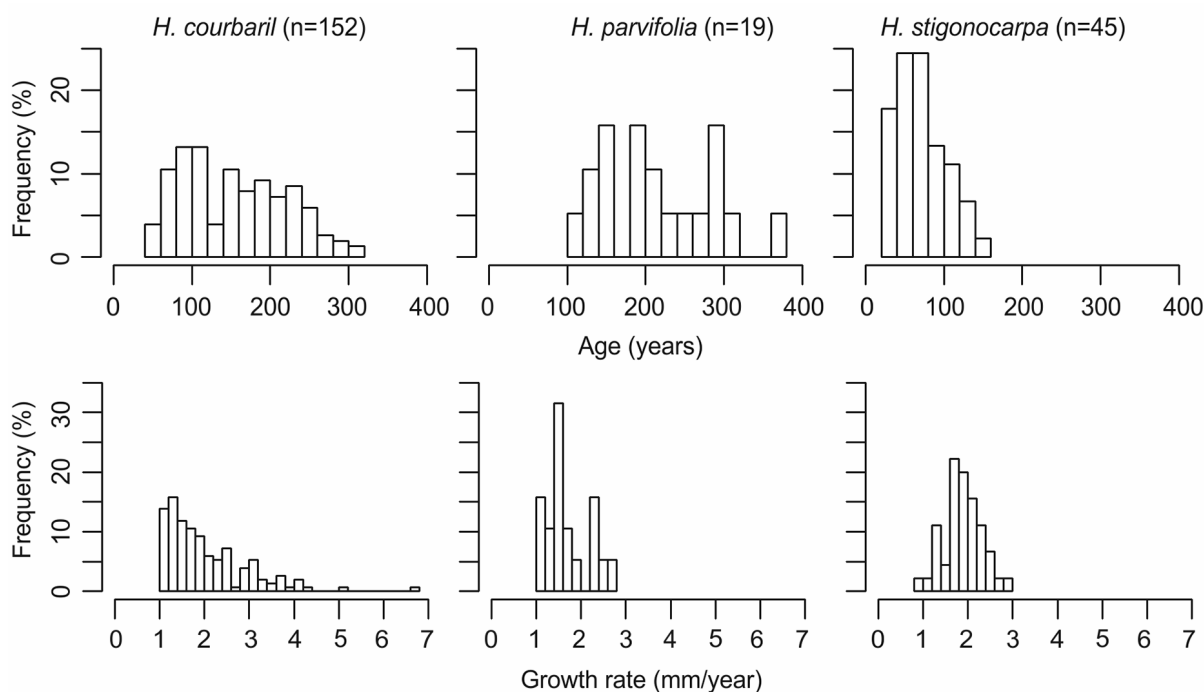 H. courbaril (n=152) H. parvifolia (n=19) H. stigonocarpa (n=45)
Frequency (%)
20
10
0
0 100 200 300 400 0 100 200 300 400 0 100 200 300 400
Age (years)
Frequency (%)
30
20
10
0
0 1 2 3 4 5 6 7 0 1 2 3 4 5 6 7 0 1 2 3 4 5 6 7
Growth rate (mm/year)